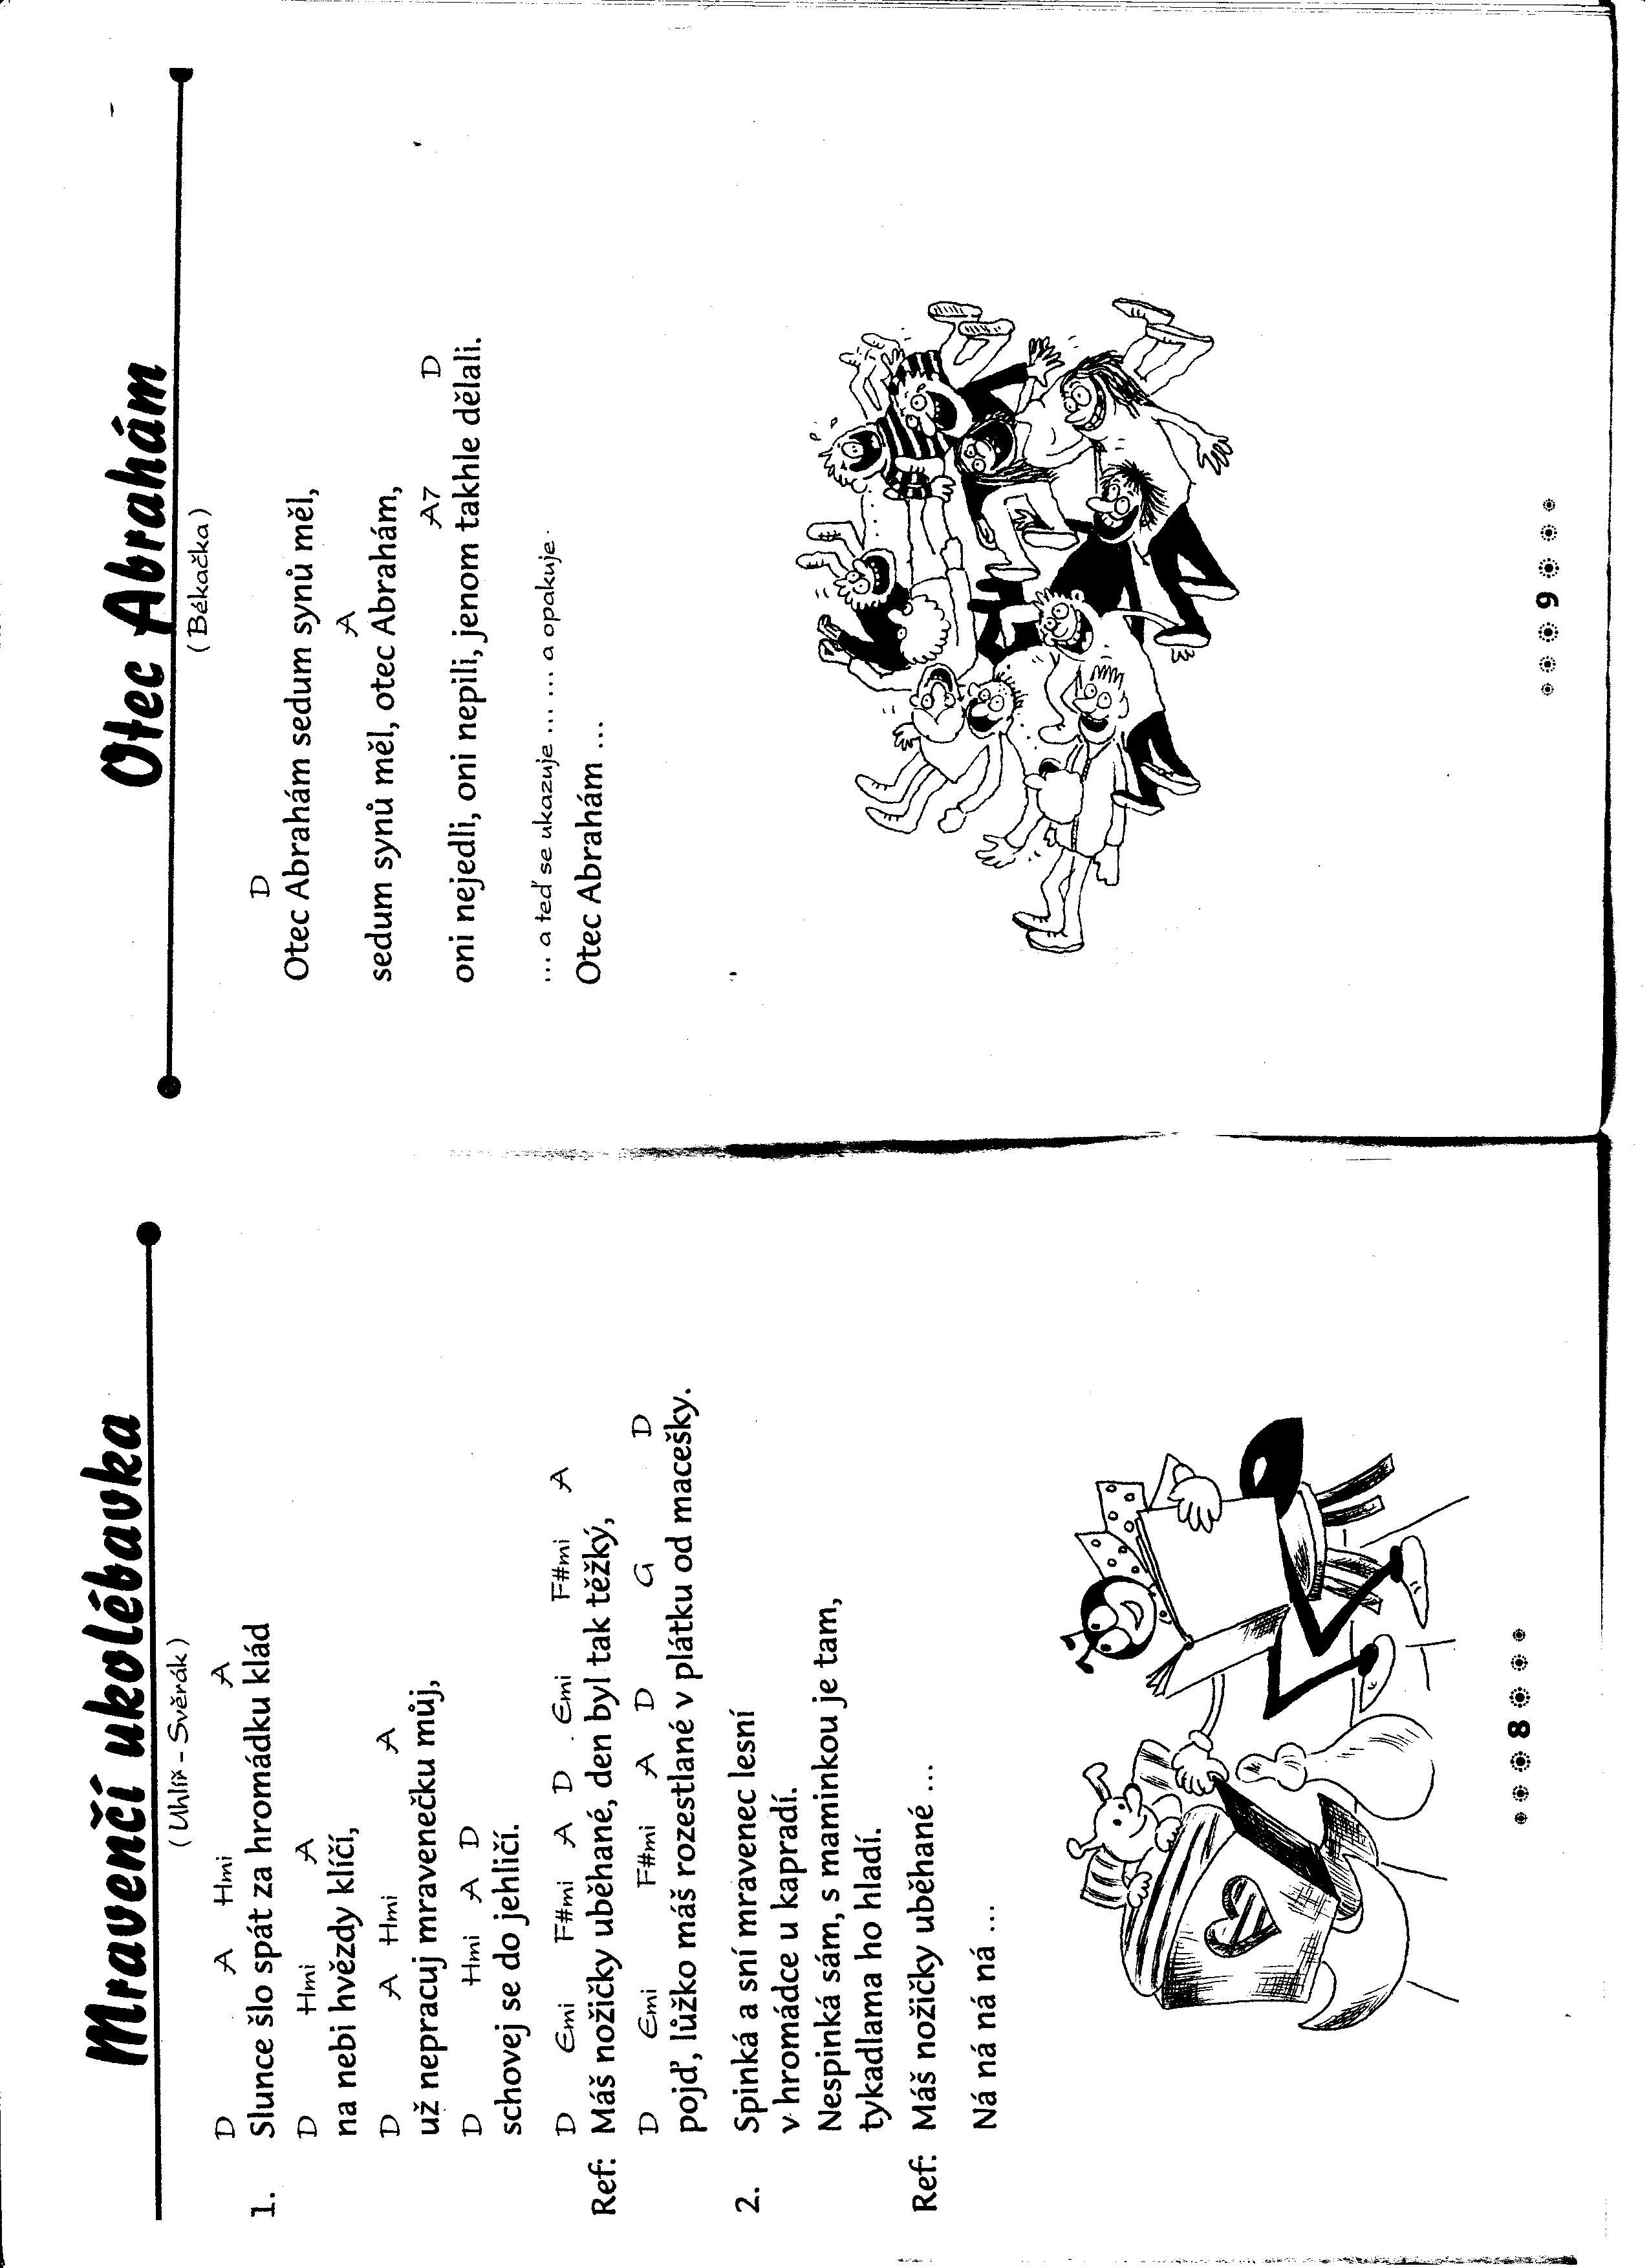 Mravenčí ukolébavka
(Uhlíř - Svěrák)
D A Hmi A
1. Slunce šlo spát za hromádku klád
D Hmi A
na nebi hvězdy klíčí,
D A Hmi A
už nepracuj mravenečku můj,
D Hmi A D
schovej se do jehličí.
D Emi F#mi A D Emi F#mi A
Ref: Máš nožičky uběhané, den byl tak těžký,
D Emi F#mi A D G D
pojď, lůžko máš rozestlané v plátku od macešky.
2. Spinká a sní mravenec lesní
v hromádce u kapradí.
Nespinká sám, s maminkou je tam,
tykadlama ho hladí.
Ref: Máš nožičky uběhané ...
Ná ná ná ná ...
8
Otec Abrahám
(Békačka)
D
Otec Abrahám sedum synů měl,
A
sedum synů měl, otec Abrahám,
A7 D
oni nejedli, oni nepili, jenom takhle dělali.
... a teď se ukazuje ... ... a opakuje
Otec Abrahám ...
9